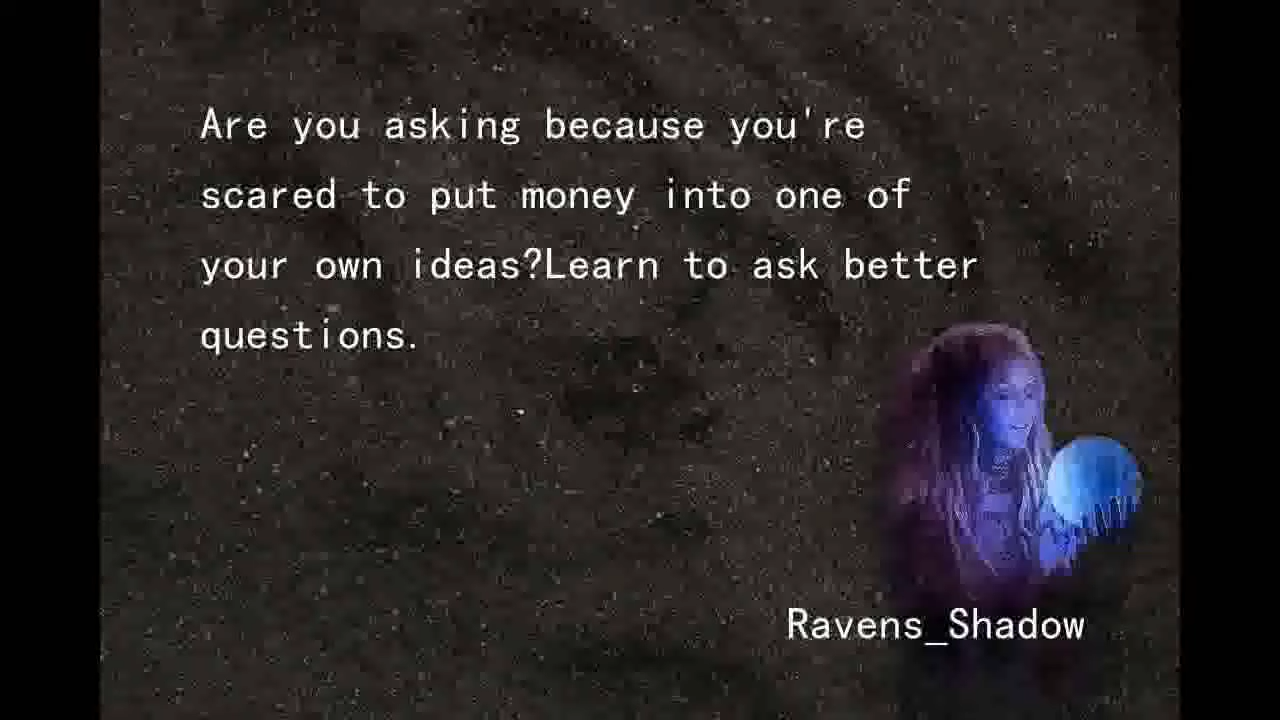 Are you asking because you're
scared to put money into one of
your own ideas?Learn to ask better
questions.
Ravens_Shadow